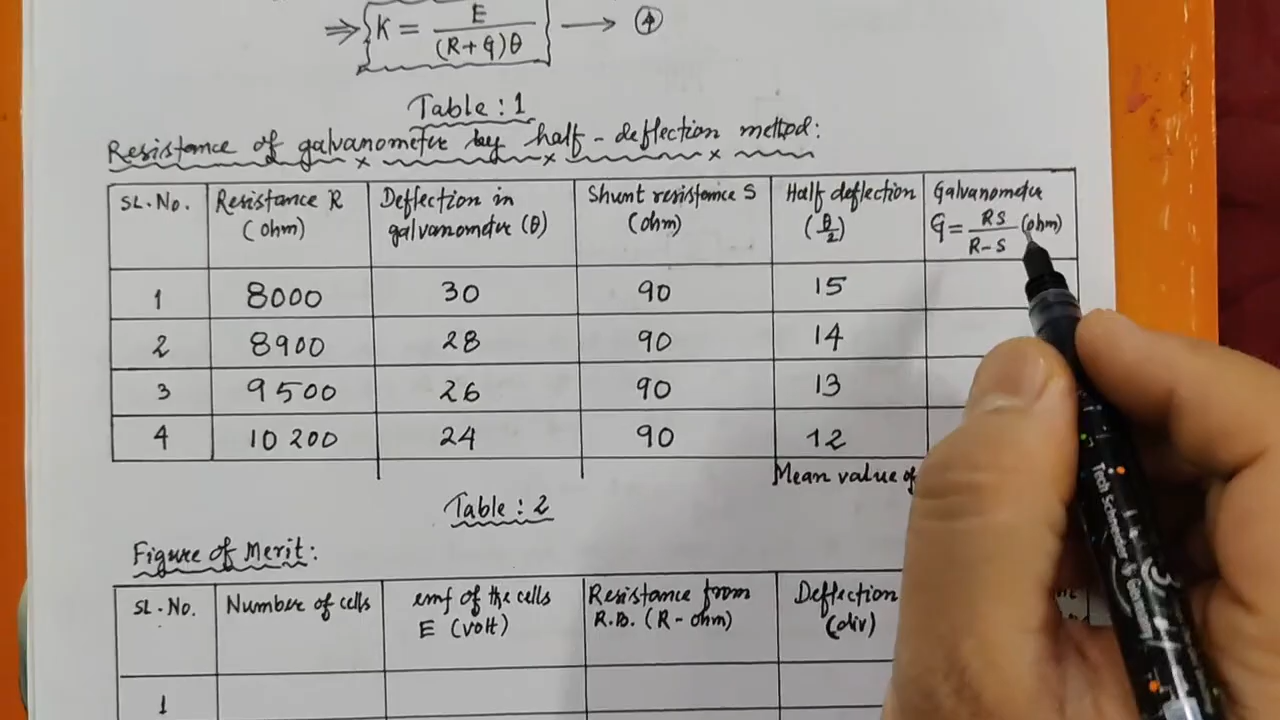 ⇒ K = E / (R+G)θ ⟶ ④
Table : 1
Resistance of galvanometer by half - deflection method:
SL. No. | Resistance R (ohm) | Deflection in galvanometer (θ) | Shunt resistance S (ohm) | Half deflection (θ/2) | Galvanometer G = RS / R-S (ohm)
1 | 8000 | 30 | 90 | 15
2 | 8900 | 28 | 90 | 14
3 | 9500 | 26 | 90 | 13
4 | 10 200 | 24 | 90 | 12
Mean value of
Table : 2
Figure of Merit:
SL. No. | Number of cells | emf of the cells E (volt) | Resistance from R.B. (R - ohm) | Deflection (div)
1
Tech Schneider